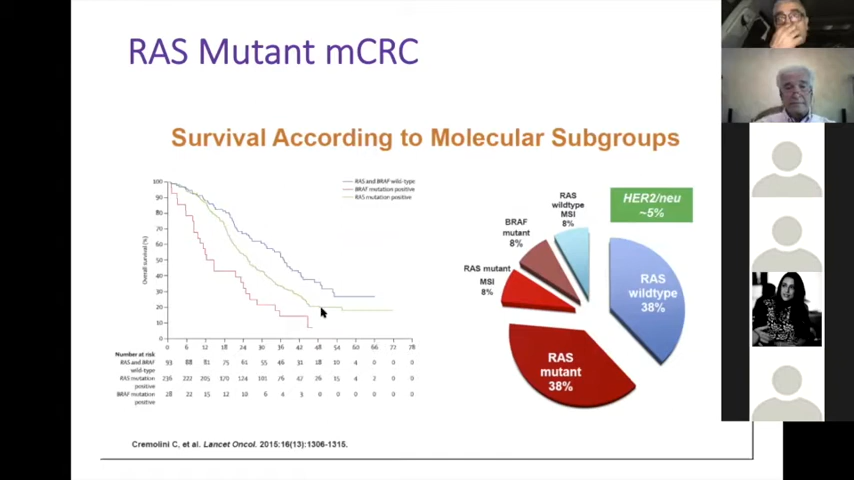 RAS Mutant mCRC
Survival According to Molecular Subgroups
RAS and BRAF wild-type
BRAF mutation positive
RAS mutation positive
Overall survival (%)
100
90
80
70
60
50
40
30
20
10
0
0 6 12 18 24 30 36 42 48 54 60 66 72 78
Number at risk
RAS and BRAF wild-type 93 88 81 75 61 55 46 31 18 10 4 0 0 0
RAS mutation positive 236 222 205 170 124 101 76 47 26 15 4 2 0 0
BRAF mutation positive 28 22 15 12 10 6 4 3 0 0 0 0 0 0
HER2/neu
~5%
RAS
wildtype
MSI
8%
BRAF
mutant
8%
RAS mutant
MSI
8%
RAS
wildtype
38%
RAS
mutant
38%
Cremolini C, et al. Lancet Oncol. 2015:16(13):1306-1315.